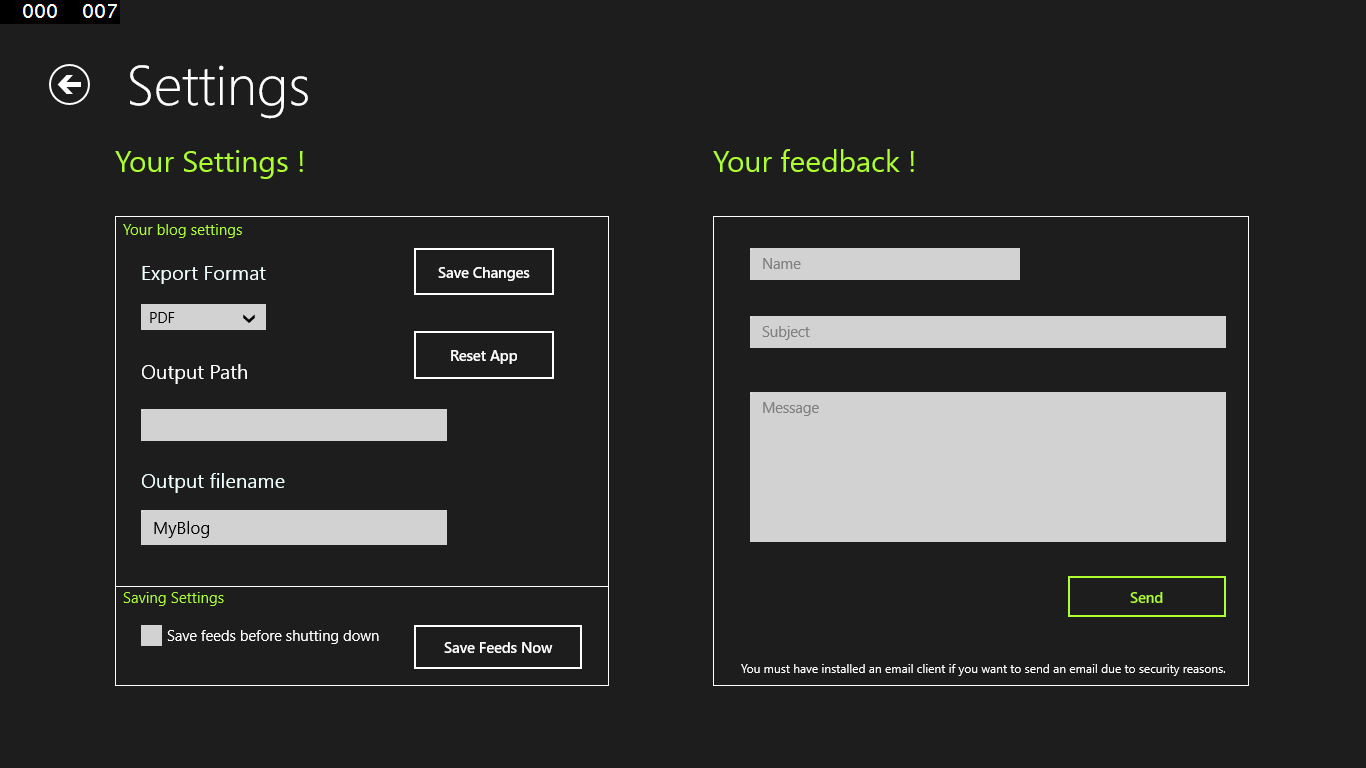 000 007
Settings
Your Settings !
Your blog settings
Export Format
Save Changes
PDF
Reset App
Output Path
Output filename
MyBlog
Saving Settings
Save feeds before shutting down
Save Feeds Now
Your feedback !
Name
Subject
Message
Send
You must have installed an email client if you want to send an email due to security reasons.